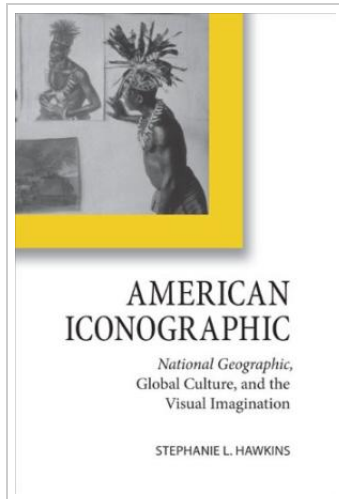 AMERICAN
ICONOGRAPHIC
National Geographic,
Global Culture, and the
Visual Imagination
STEPHANIE L. HAWKINS